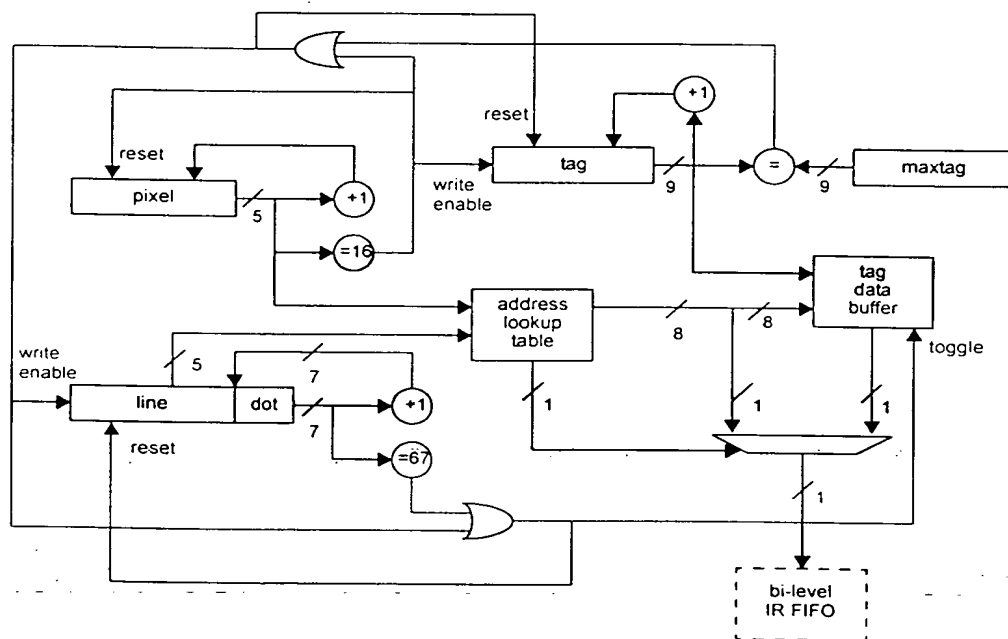 reset
+1
reset
tag
9
=
9
maxtag
write
enable
pixel
5
+1
=16
address
lookup
table
8
8
tag
data
buffer
toggle
write
enable
5
7
line
dot
7
+1
reset
=67
1
1
1
1
bi-level
IR FIFO